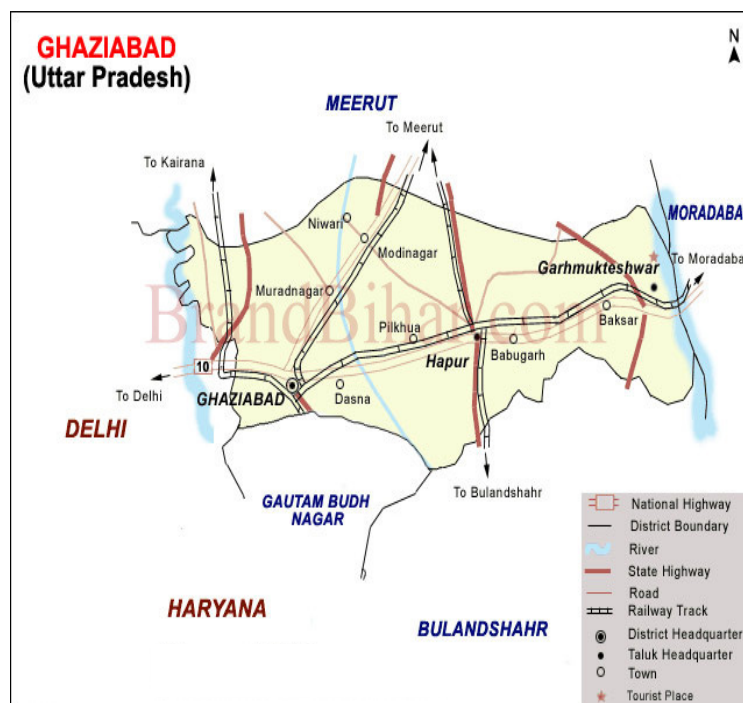 GHAZIABAD
(Uttar Pradesh)
N
MEERUT
To Meerut
To Kairana
MORADABA
Niwari
Modinagar
To Moradaba
Garhmukteshwar
Muradnagar
BrandBihar.com
Baksar
Pilkhua
Hapur
Babugarh
10
To Delhi
GHAZIABAD
Dasna
DELHI
To Bulandshahr
GAUTAM BUDH
NAGAR
HARYANA
BULANDSHAHR
National Highway
District Boundary
River
State Highway
Road
Railway Track
District Headquarter
Taluk Headquarter
Town
Tourist Place